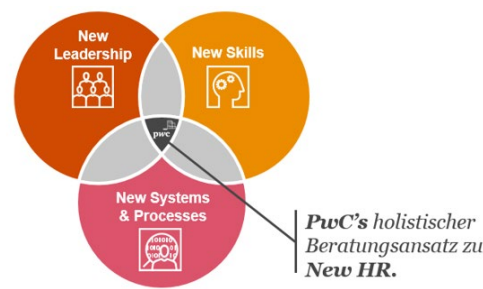 New
Leadership
New Skills
pwc
New Systems
& Processes
PwC's holistischer
Beratungsansatz zu
New HR.